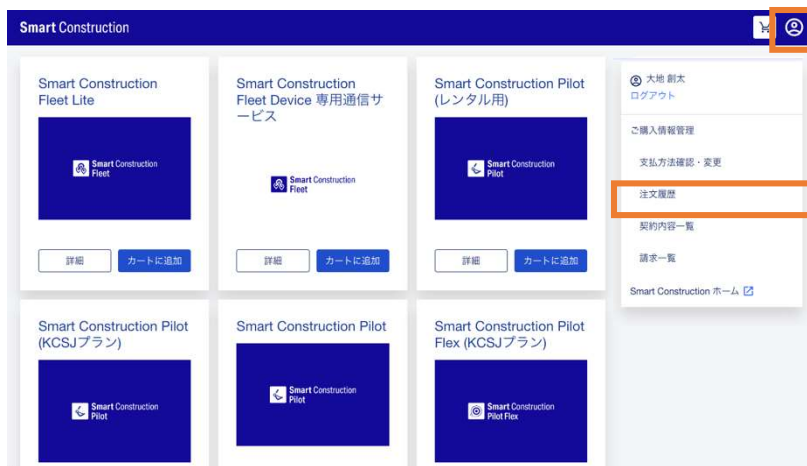 Smart Construction
Smart Construction
Fleet Lite
Smart Construction
Fleet
詳細
カートに追加
Smart Construction
Fleet Device 専用通信サ
ービス
Smart Construction
Fleet
詳細
カートに追加
Smart Construction Pilot
(レンタル用)
Smart Construction
Pilot
詳細
カートに追加
大地 創太
ログアウト
ご購入情報管理
支払方法確認・変更
注文履歴
契約内容一覧
請求一覧
Smart Construction ホーム
Smart Construction Pilot
(KCSJプラン)
Smart Construction
Pilot
Smart Construction Pilot
Smart Construction
Pilot
Smart Construction Pilot
Flex (KCSJプラン)
Smart Construction
Pilot Flex